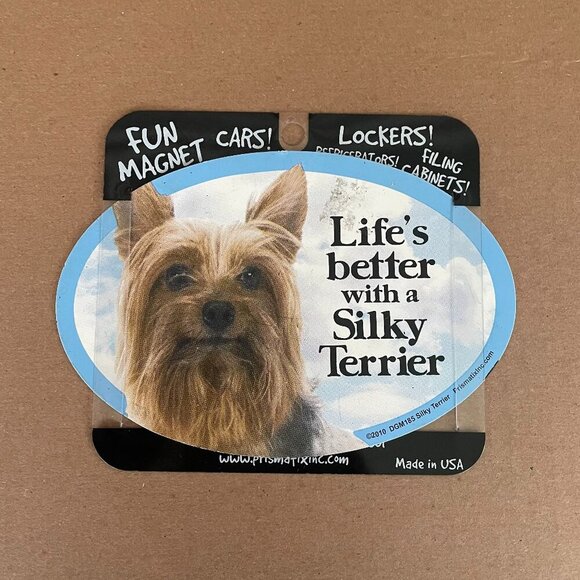 FUN
MAGNET
CARS!
LOCKERS!
REFRIGERATORS!
FILING
CABINETS!
Life's
better
with a
Silky
Terrier
©2010 DGM185 Silky Terrier Prismatixinc.com
www.prismatixinc.com
Made in USA